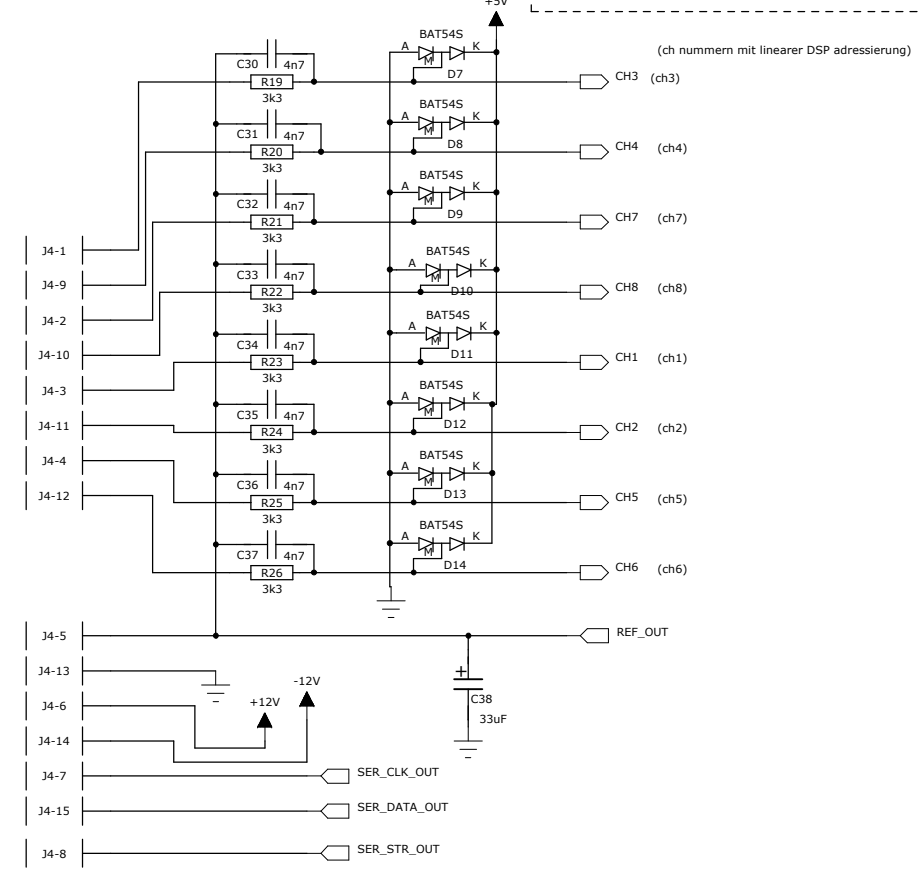 +5V
(ch nummern mit linearer DSP adressierung)
C30 4n7
R19
3k3
A BAT54S K
M
D7
CH3 (ch3)
C31 4n7
R20
3k3
A BAT54S K
M
D8
CH4 (ch4)
C32 4n7
R21
3k3
A BAT54S K
M
D9
CH7 (ch7)
C33 4n7
R22
3k3
A BAT54S K
M
D10
CH8 (ch8)
C34 4n7
R23
3k3
A BAT54S K
M
D11
CH1 (ch1)
C35 4n7
R24
3k3
A BAT54S K
M
D12
CH2 (ch2)
C36 4n7
R25
3k3
A BAT54S K
M
D13
CH5 (ch5)
C37 4n7
R26
3k3
A BAT54S K
M
D14
CH6 (ch6)
J4-1
J4-9
J4-2
J4-10
J4-3
J4-11
J4-4
J4-12
J4-5
REF_OUT
J4-13
J4-6
+12V
-12V
C38
33uF
J4-14
J4-7
SER_CLK_OUT
J4-15
SER_DATA_OUT
J4-8
SER_STR_OUT